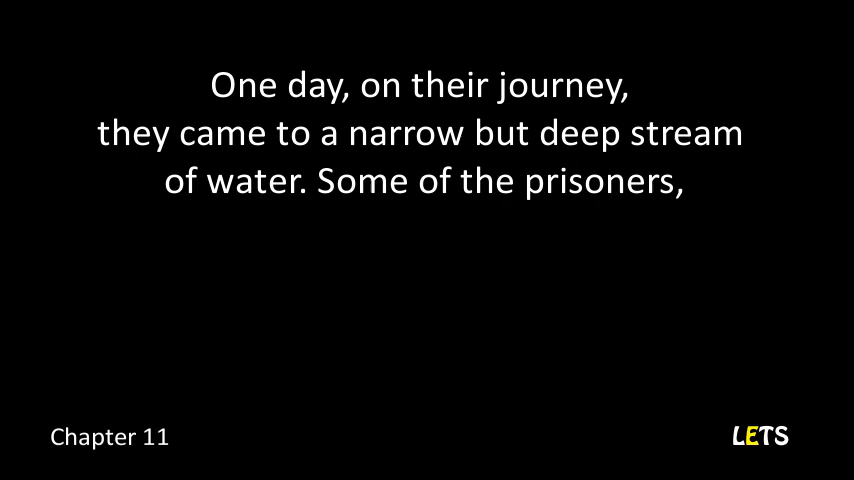 One day, on their journey,
they came to a narrow but deep stream
of water. Some of the prisoners,
Chapter 11
LETS